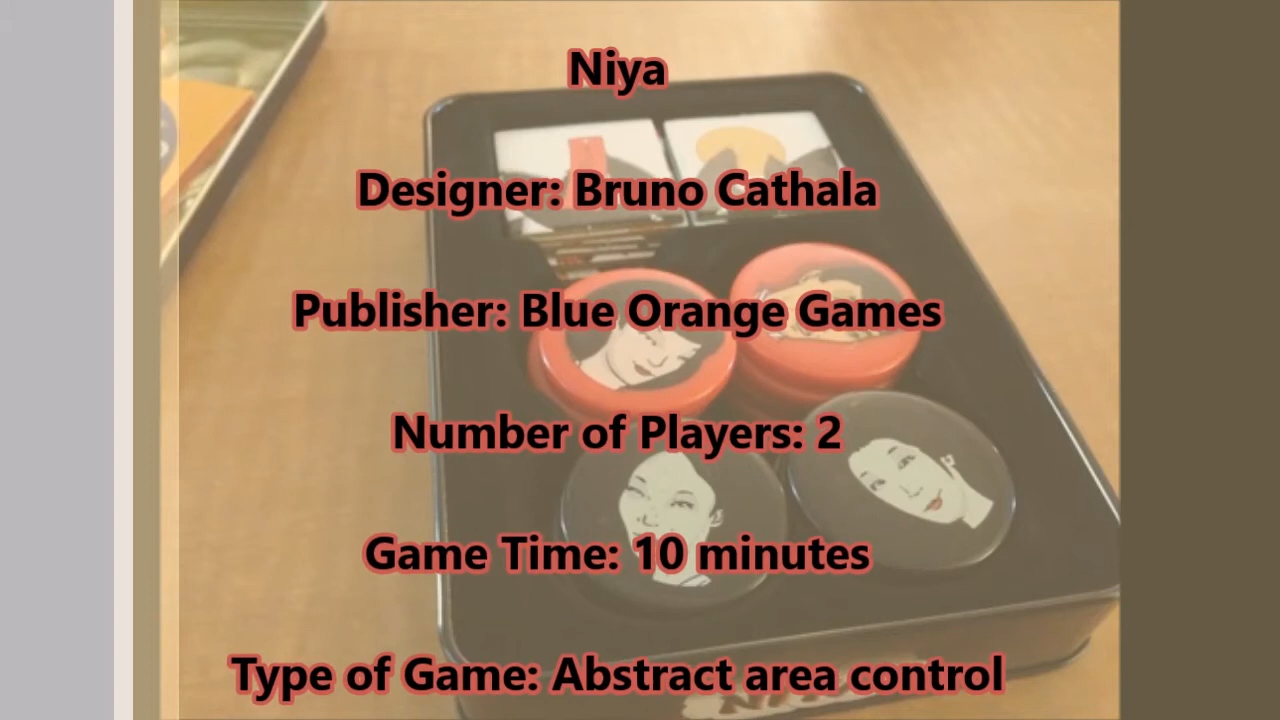 Niya
Designer: Bruno Cathala
Publisher: Blue Orange Games
Number of Players: 2
Game Time: 10 minutes
Type of Game: Abstract area control